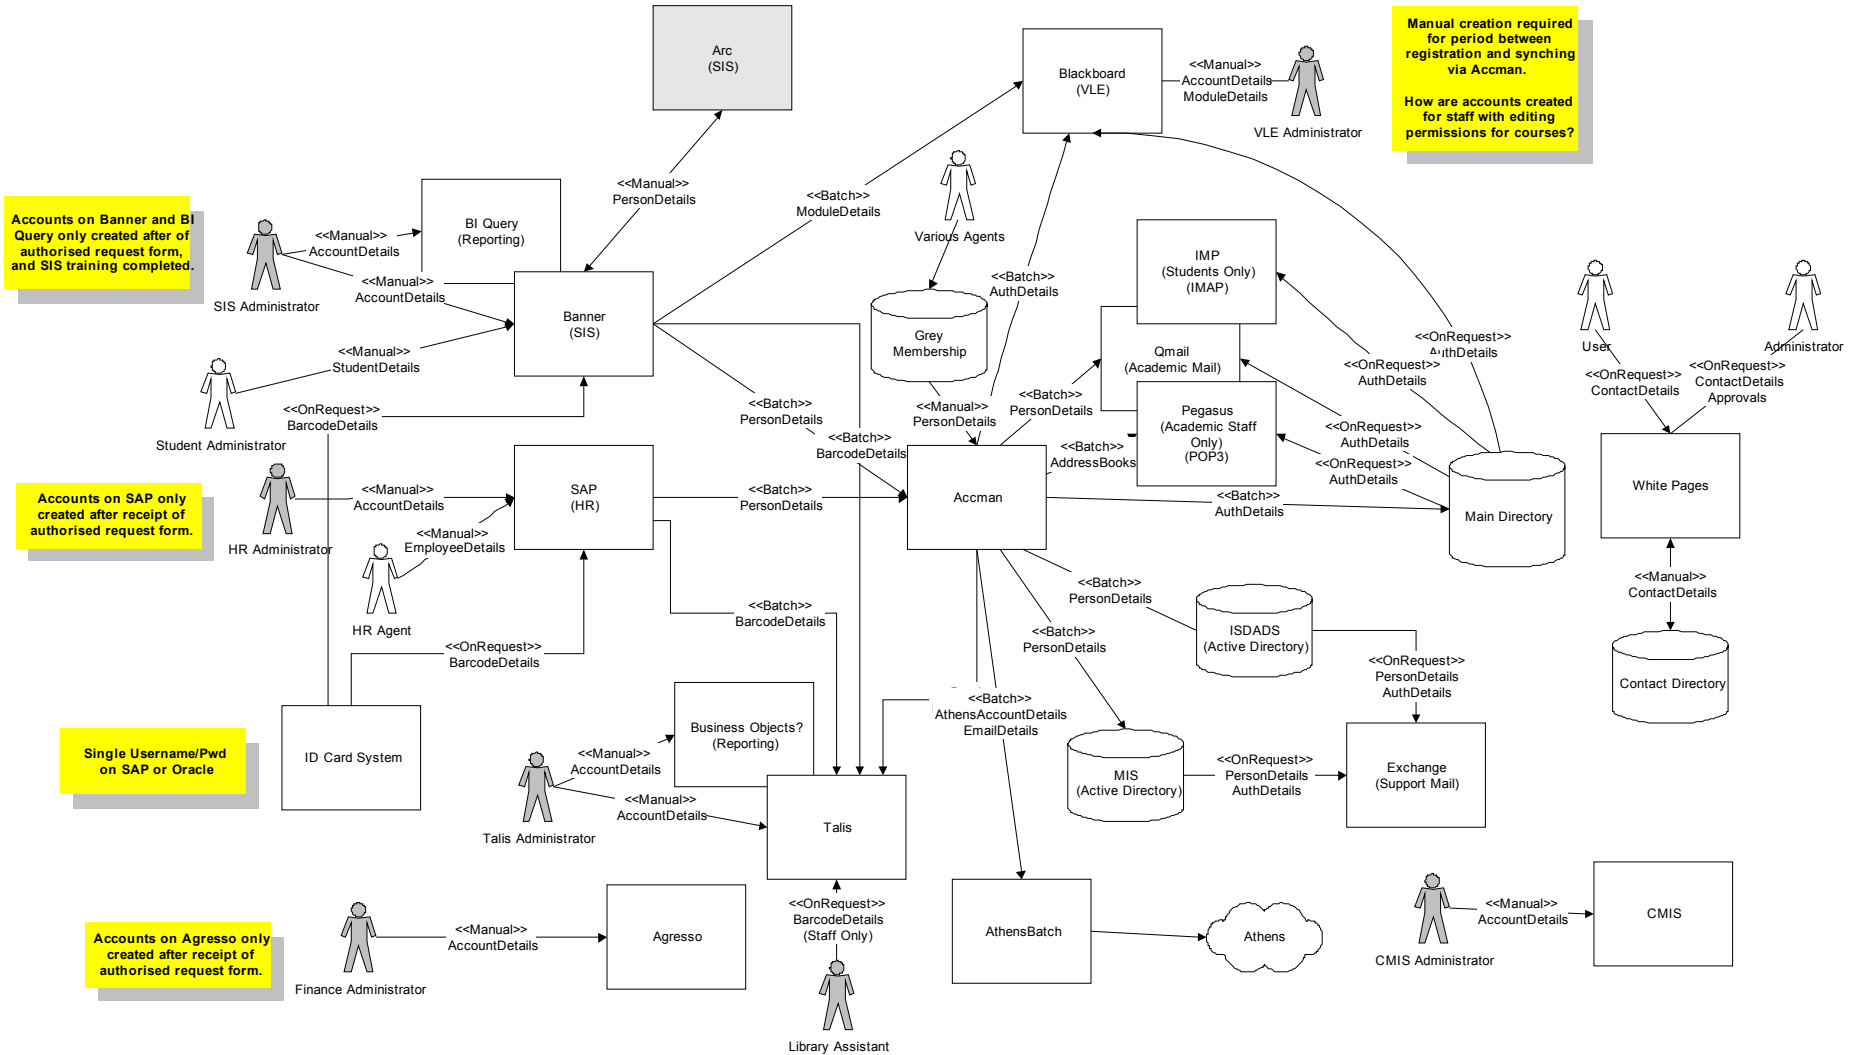 Arc
(SIS)
Blackboard
(VLE)
<<Manual>>
AccountDetails
ModuleDetails
VLE Administrator
Manual creation required
for period between
registration and synching
via Accman.
How are accounts created
for staff with editing
permissions for courses?
<<Manual>>
PersonDetails
<<Batch>>
ModuleDetails
Various Agents
Accounts on Banner and BI
Query only created after of
authorised request form,
and SIS training completed.
SIS Administrator
<<Manual>>
AccountDetails
BI Query
(Reporting)
<<Manual>>
AccountDetails
Banner
(SIS)
<<Batch>>
AuthDetails
IMP
(Students Only)
(IMAP)
Grey
Membership
Qmail
(Academic Mail)
Pegasus
(Academic Staff
Only)
(POP3)
<<OnRequest>>
AuthDetails
<<OnRequest>>
AuthDetails
<<OnRequest>>
AuthDetails
<<OnRequest>>
AuthDetails
User
Administrator
<<OnRequest>>
ContactDetails
<<OnRequest>>
ContactDetails
Approvals
<<Manual>>
StudentDetails
Student Administrator
<<OnRequest>>
BarcodeDetails
<<Batch>>
PersonDetails
<<Batch>>
BarcodeDetails
<<Manual>>
PersonDetails
<<Batch>>
PersonDetails
<<Batch>>
AddressBooks
Accounts on SAP only
created after receipt of
authorised request form.
HR Administrator
<<Manual>>
AccountDetails
SAP
(HR)
<<Batch>>
PersonDetails
Accman
<<Batch>>
AuthDetails
Main Directory
White Pages
<<Manual>>
EmployeeDetails
HR Agent
<<OnRequest>>
BarcodeDetails
<<Batch>>
BarcodeDetails
<<Batch>>
PersonDetails
<<Batch>>
PersonDetails
ISDADS
(Active Directory)
<<OnRequest>>
PersonDetails
AuthDetails
<<Manual>>
ContactDetails
Contact Directory
Single Username/Pwd
on SAP or Oracle
ID Card System
Business Objects?
(Reporting)
<<Manual>>
AccountDetails
<<Manual>>
AccountDetails
Talis Administrator
Talis
<<Batch>>
AthensAccountDetails
EmailDetails
MIS
(Active Directory)
<<OnRequest>>
PersonDetails
AuthDetails
Exchange
(Support Mail)
Accounts on Agresso only
created after receipt of
authorised request form.
Finance Administrator
<<Manual>>
AccountDetails
Agresso
<<OnRequest>>
BarcodeDetails
(Staff Only)
Library Assistant
AthensBatch
Athens
CMIS Administrator
<<Manual>>
AccountDetails
CMIS